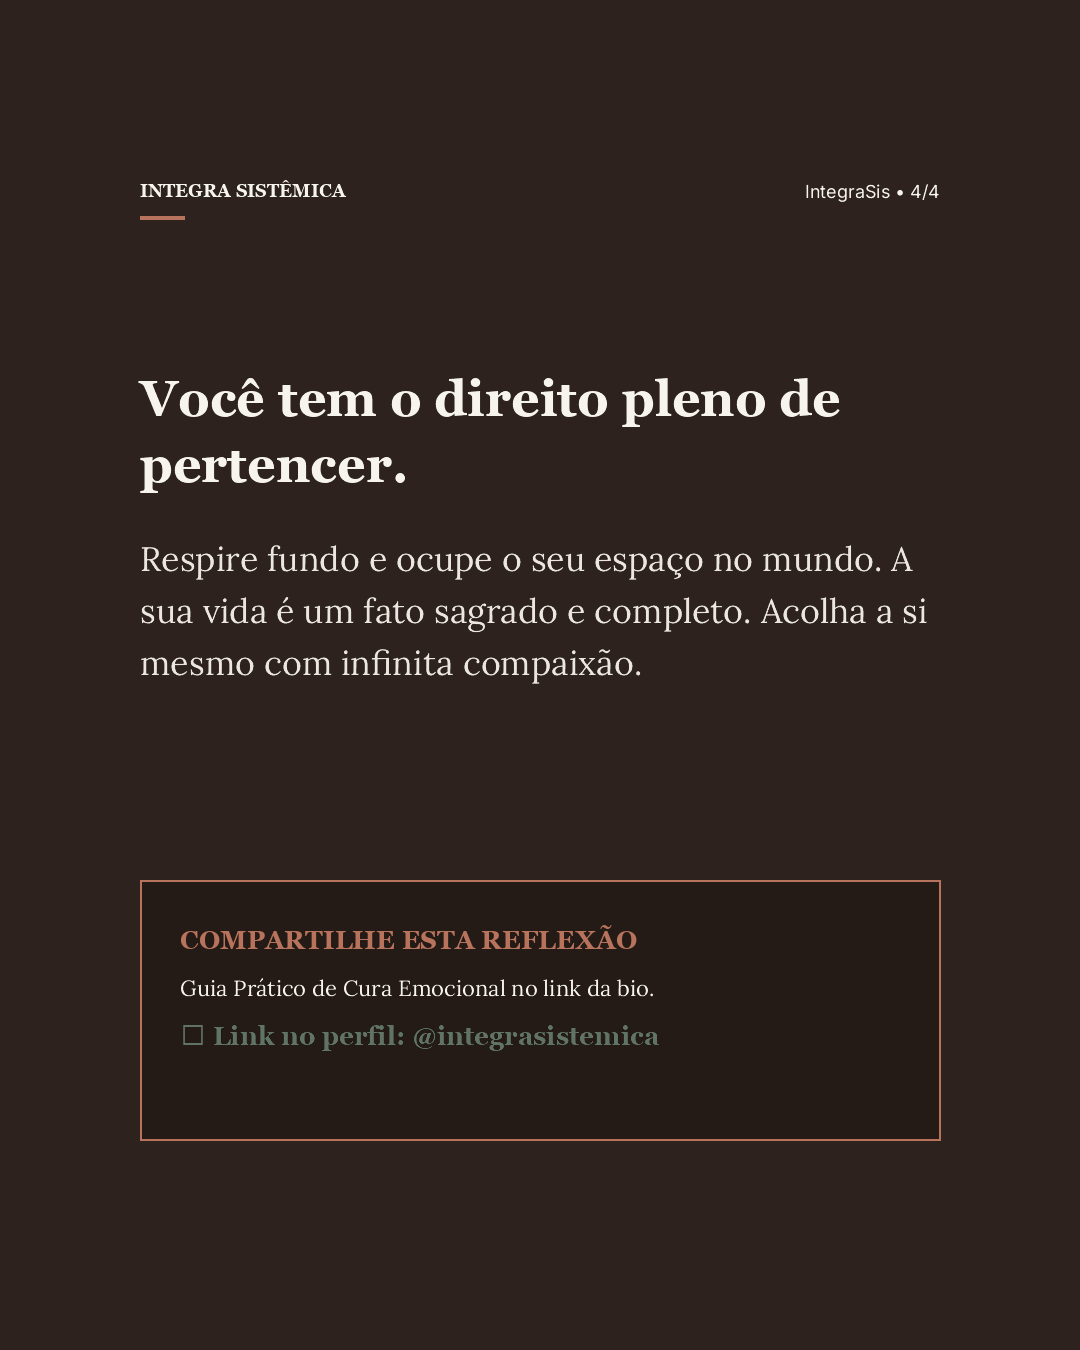 INTEGRA SISTÊMICA
IntegraSis • 4/4
Você tem o direito pleno de
pertencer.
Respire fundo e ocupe o seu espaço no mundo. A
sua vida é um fato sagrado e completo. Acolha a si
mesmo com infinita compaixão.
COMPARTILHE ESTA REFLEXÃO
Guia Prático de Cura Emocional no link da bio.
☐ Link no perfil: @integrasistemica